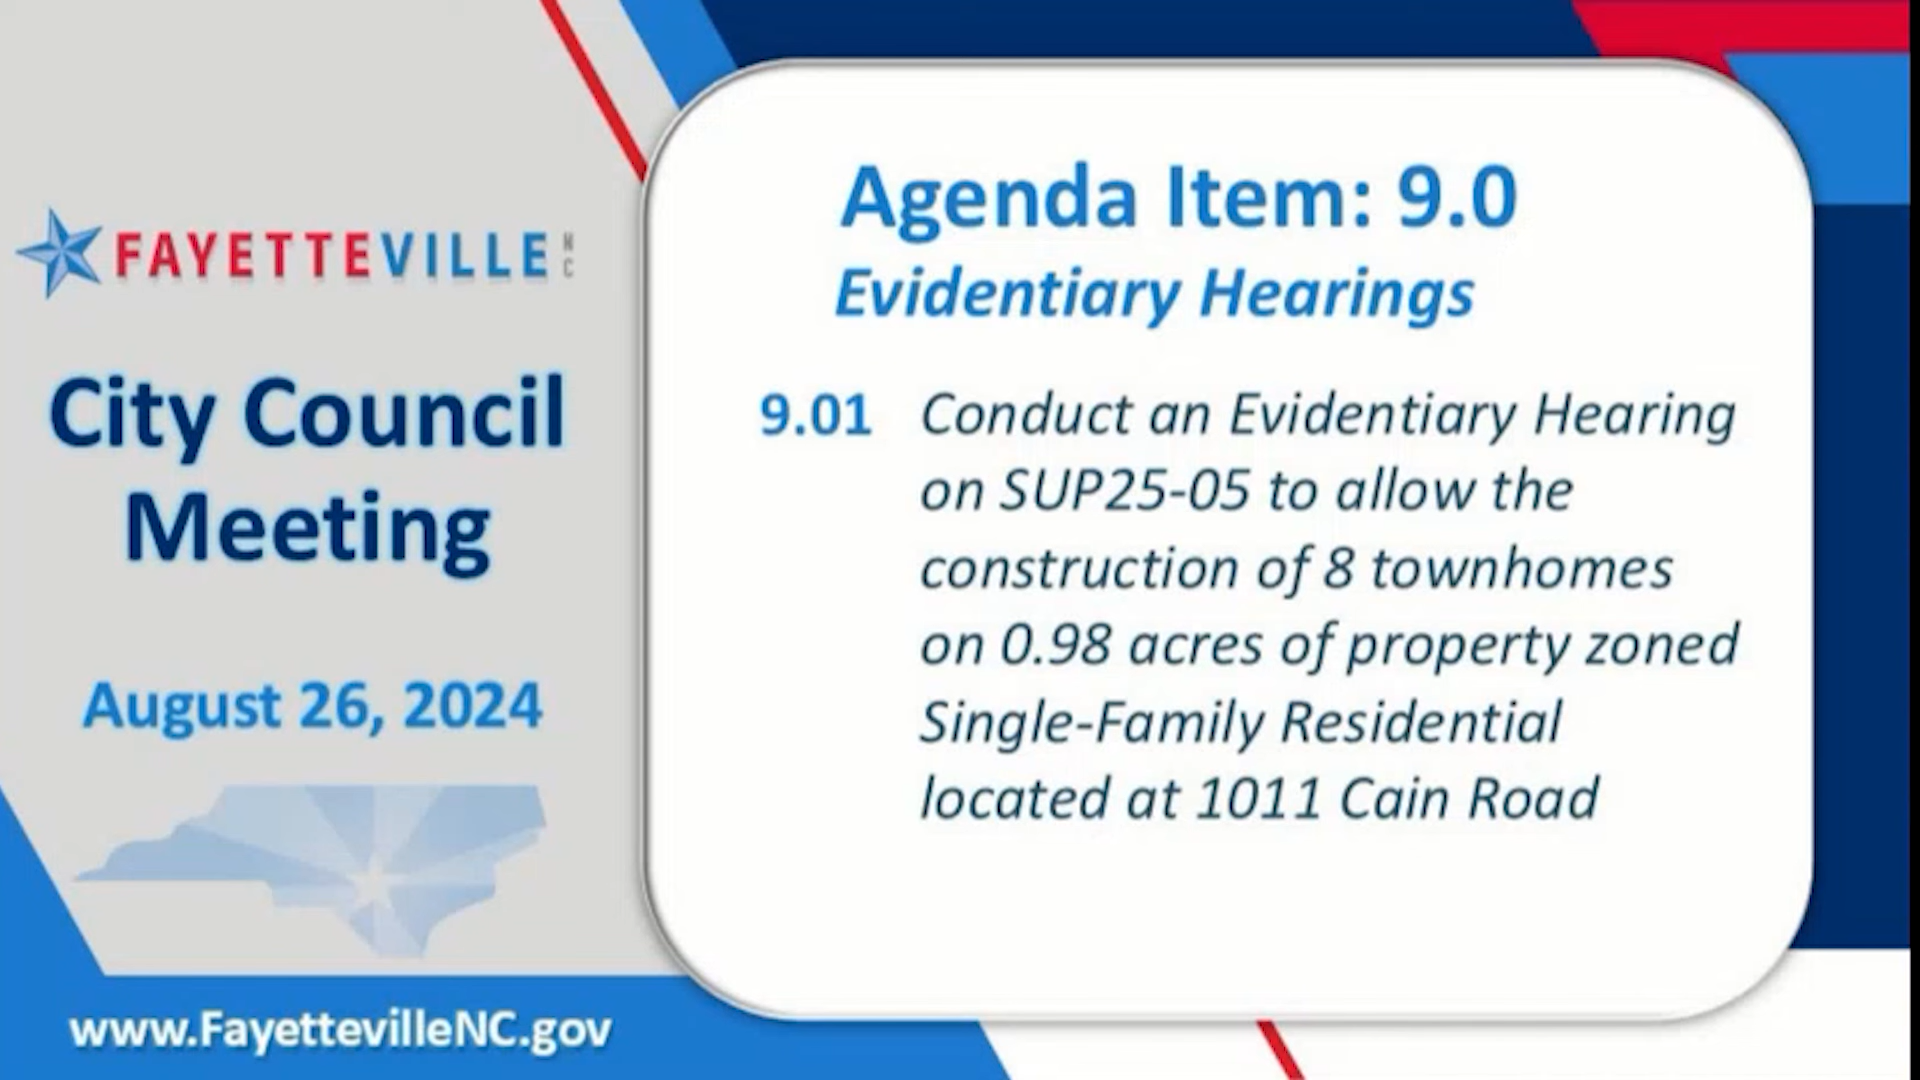 FAYETTEVILLE NC
City Council
Meeting
August 26, 2024
www.FayettevilleNC.gov
Agenda Item: 9.0
Evidentiary Hearings
9.01 Conduct an Evidentiary Hearing
on SUP25-05 to allow the
construction of 8 townhomes
on 0.98 acres of property zoned
Single-Family Residential
located at 1011 Cain Road